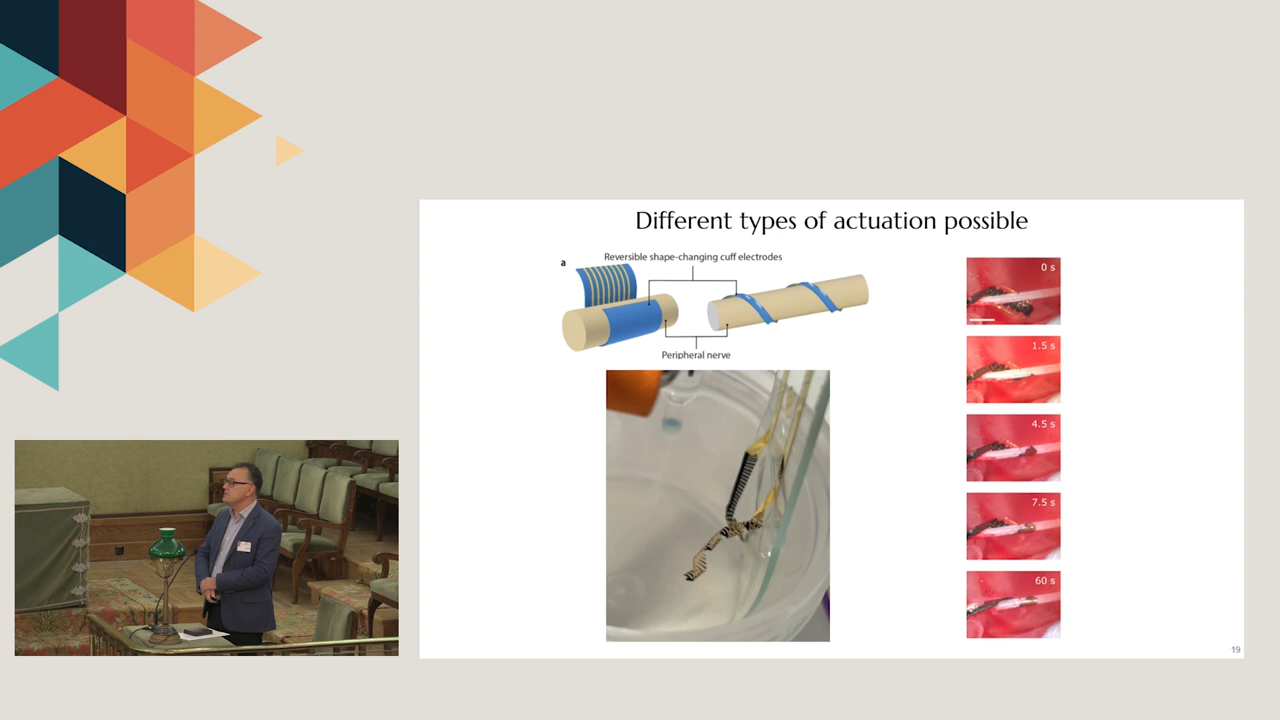 Different types of actuation possible
a
Reversible shape-changing cuff electrodes
Peripheral nerve
0 s
1.5 s
4.5 s
7.5 s
60 s
19